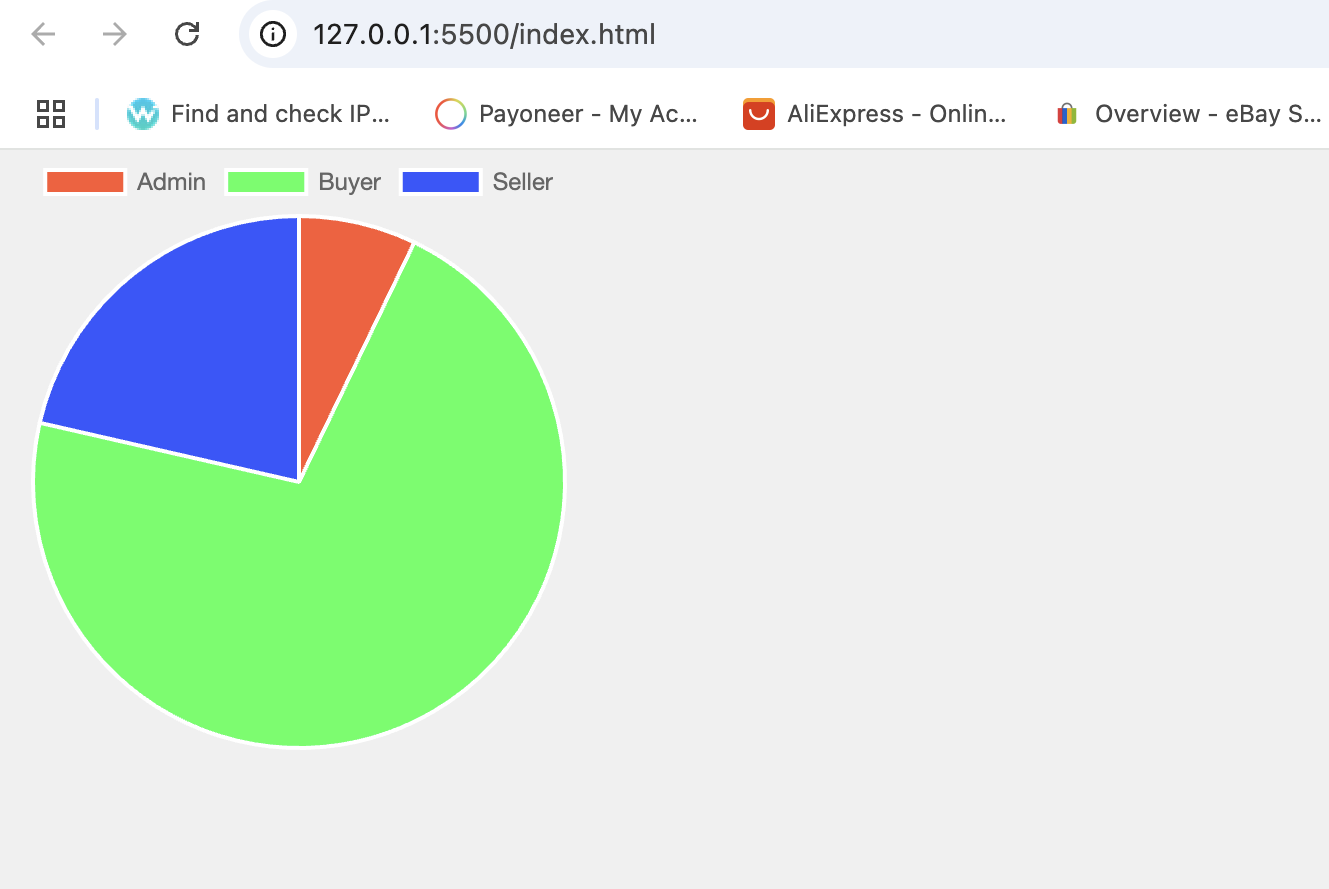 127.0.0.1:5500/index.html
Find and check IP... Payoneer - My Ac... AliExpress - Onlin... Overview - eBay S...
Admin Buyer Seller